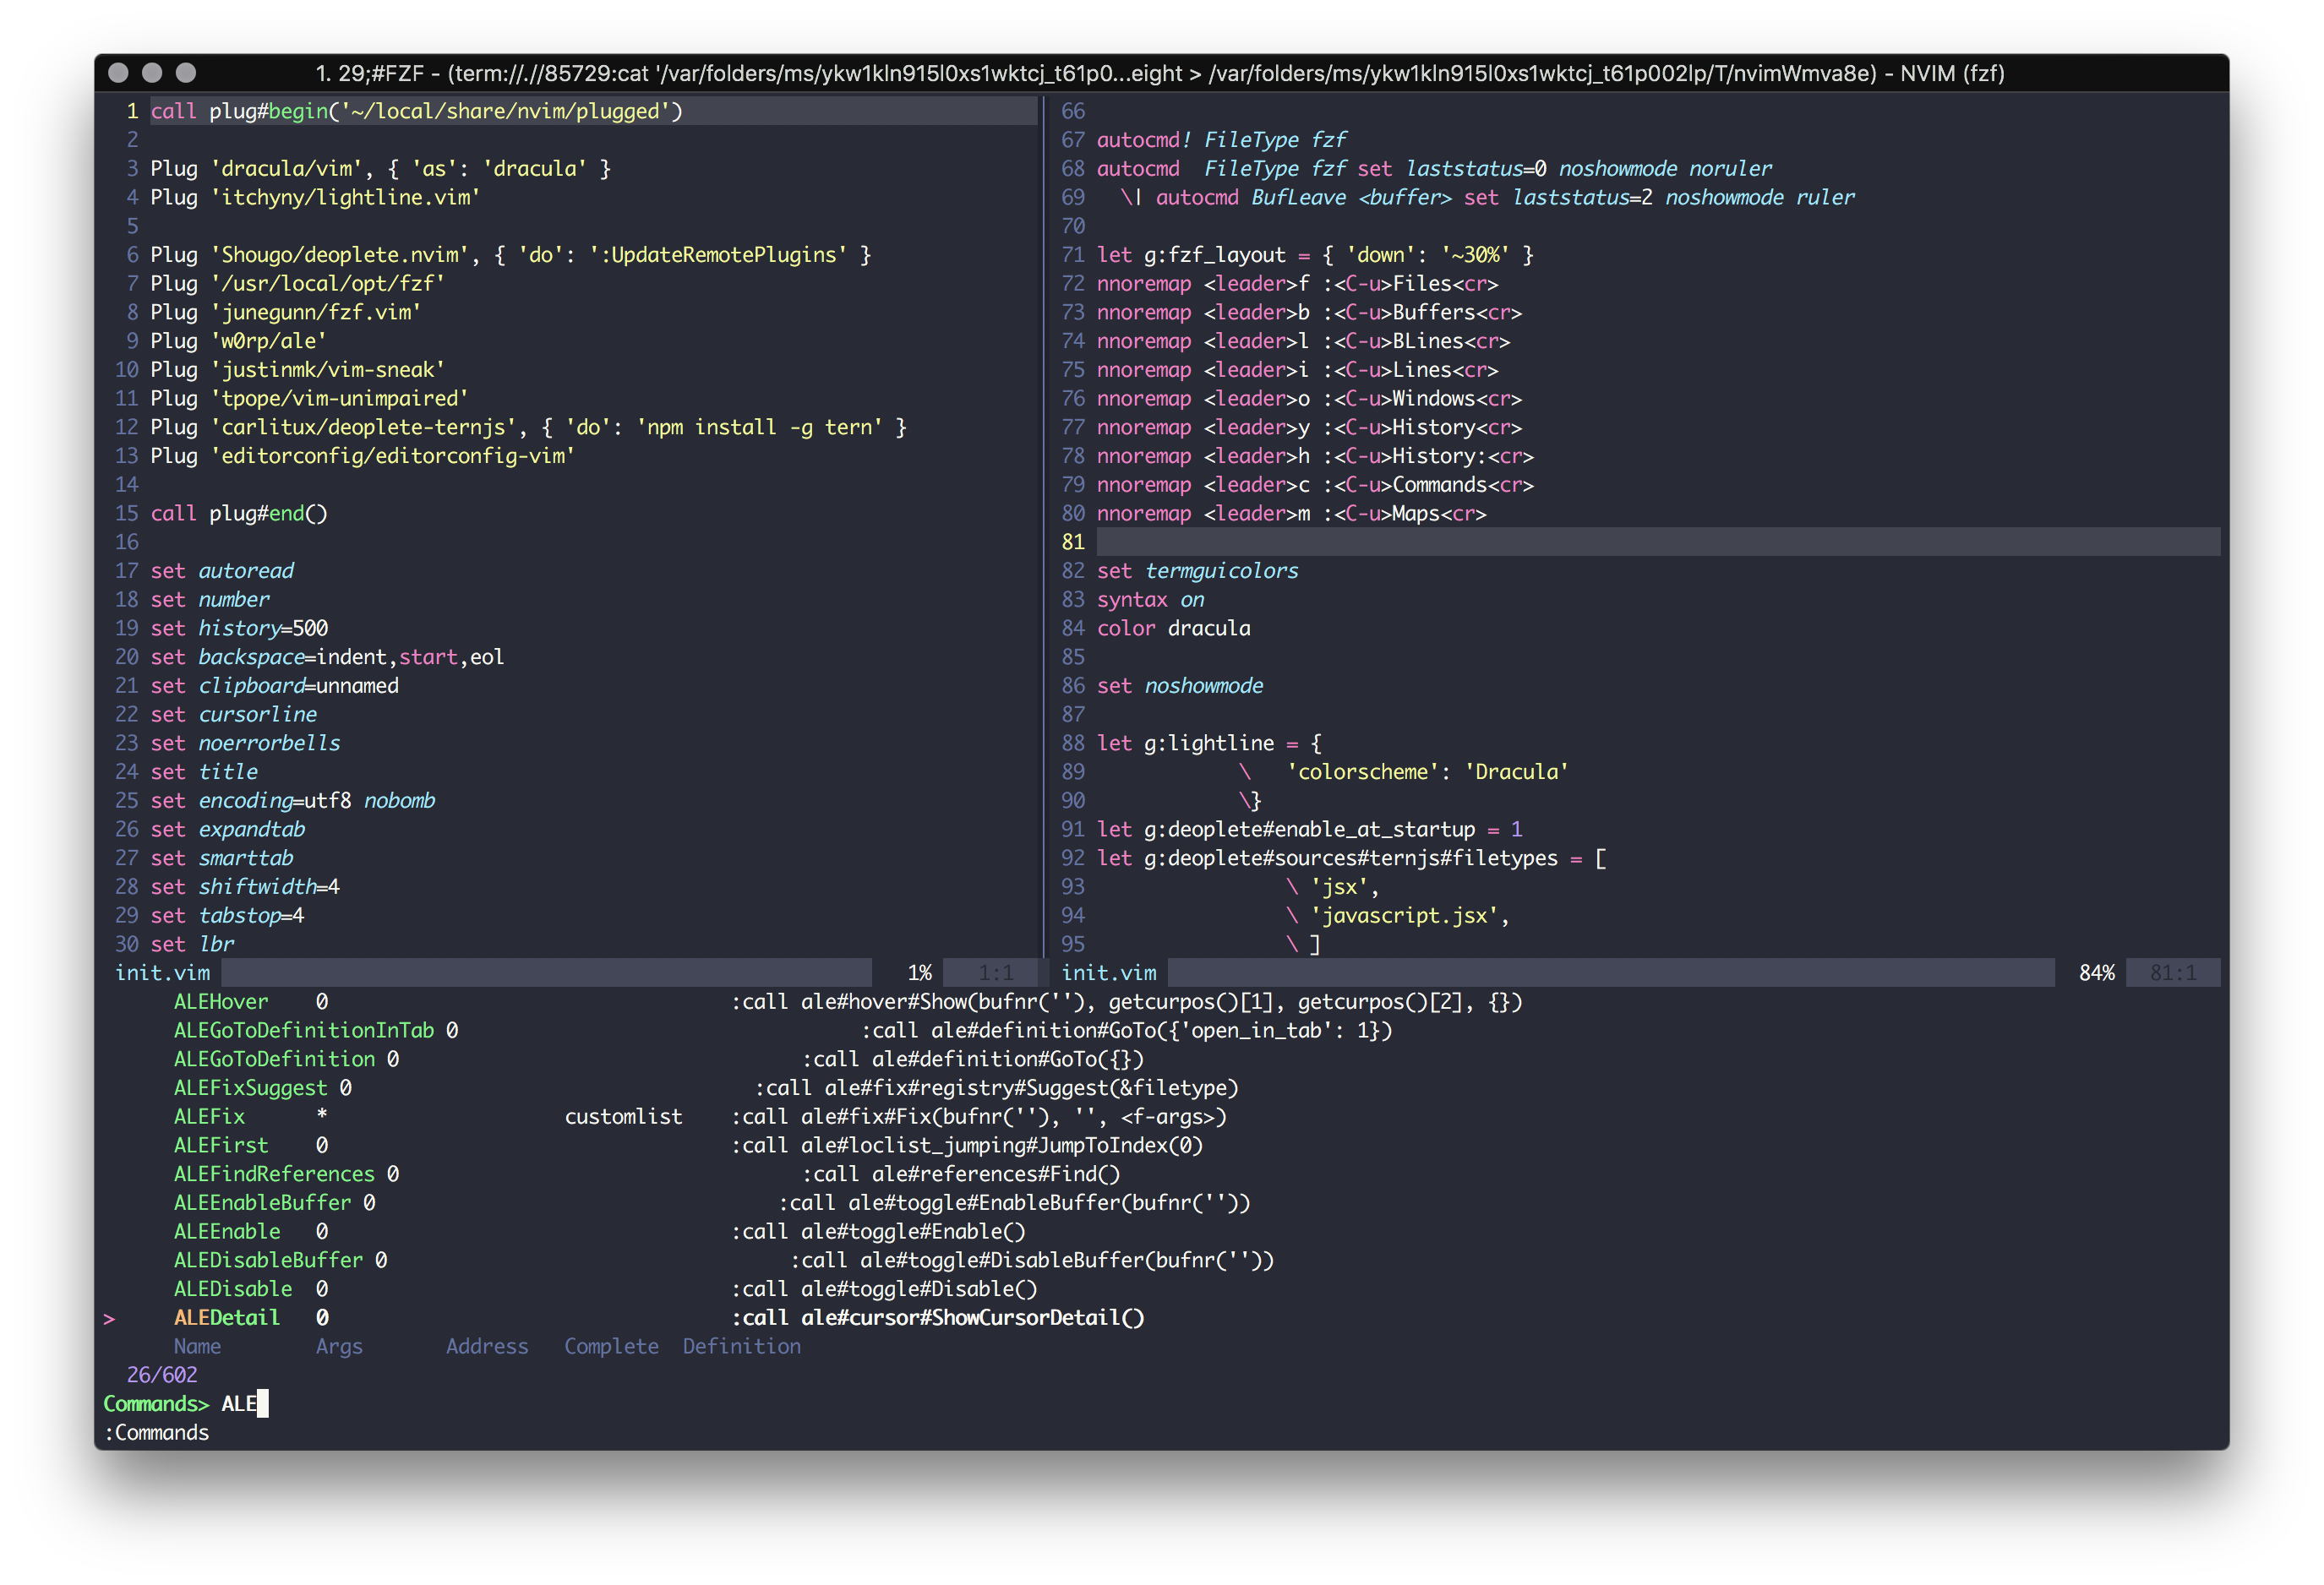 1. 29;#FZF - (term://.//85729:cat '/var/folders/ms/ykw1kln915l0xs1wktcj_t61p0...eight > /var/folders/ms/ykw1kln915l0xs1wktcj_t61p002lp/T/nvimWmva8e) - NVIM (fzf)
1 call plug#begin('~/local/share/nvim/plugged')
2
3 Plug 'dracula/vim', { 'as': 'dracula' }
4 Plug 'itchyny/lightline.vim'
5
6 Plug 'Shougo/deoplete.nvim', { 'do': ':UpdateRemotePlugins' }
7 Plug '/usr/local/opt/fzf'
8 Plug 'junegunn/fzf.vim'
9 Plug 'w0rp/ale'
10 Plug 'justinmk/vim-sneak'
11 Plug 'tpope/vim-unimpaired'
12 Plug 'carlitux/deoplete-ternjs', { 'do': 'npm install -g tern' }
13 Plug 'editorconfig/editorconfig-vim'
14
15 call plug#end()
16
17 set autoread
18 set number
19 set history=500
20 set backspace=indent,start,eol
21 set clipboard=unnamed
22 set cursorline
23 set noerrorbells
24 set title
25 set encoding=utf8 nobomb
26 set expandtab
27 set smarttab
28 set shiftwidth=4
29 set tabstop=4
30 set lbr
init.vim 1% 1:1
66
67 autocmd! FileType fzf
68 autocmd  FileType fzf set laststatus=0 noshowmode noruler
69   \| autocmd BufLeave <buffer> set laststatus=2 noshowmode ruler
70
71 let g:fzf_layout = { 'down': '~30%' }
72 nnoremap <leader>f :<C-u>Files<cr>
73 nnoremap <leader>b :<C-u>Buffers<cr>
74 nnoremap <leader>l :<C-u>BLines<cr>
75 nnoremap <leader>i :<C-u>Lines<cr>
76 nnoremap <leader>o :<C-u>Windows<cr>
77 nnoremap <leader>y :<C-u>History<cr>
78 nnoremap <leader>h :<C-u>History:<cr>
79 nnoremap <leader>c :<C-u>Commands<cr>
80 nnoremap <leader>m :<C-u>Maps<cr>
81
82 set termguicolors
83 syntax on
84 color dracula
85
86 set noshowmode
87
88 let g:lightline = {
89 \   'colorscheme': 'Dracula'
90 \}
91 let g:deoplete#enable_at_startup = 1
92 let g:deoplete#sources#ternjs#filetypes = [
93 \ 'jsx',
94 \ 'javascript.jsx',
95 \ ]
init.vim 84% 81:1
ALEHover 0 :call ale#hover#Show(bufnr(''), getcurpos()[1], getcurpos()[2], {})
ALEGoToDefinitionInTab 0 :call ale#definition#GoTo({'open_in_tab': 1})
ALEGoToDefinition 0 :call ale#definition#GoTo({})
ALEFixSuggest 0 :call ale#fix#registry#Suggest(&filetype)
ALEFix * customlist :call ale#fix#Fix(bufnr(''), '', <f-args>)
ALEFirst 0 :call ale#loclist_jumping#JumpToIndex(0)
ALEFindReferences 0 :call ale#references#Find()
ALEEnableBuffer 0 :call ale#toggle#EnableBuffer(bufnr(''))
ALEEnable 0 :call ale#toggle#Enable()
ALEDisableBuffer 0 :call ale#toggle#DisableBuffer(bufnr(''))
ALEDisable 0 :call ale#toggle#Disable()
> ALEDetail 0 :call ale#cursor#ShowCursorDetail()
Name Args Address Complete Definition
26/602
Commands> ALE
:Commands